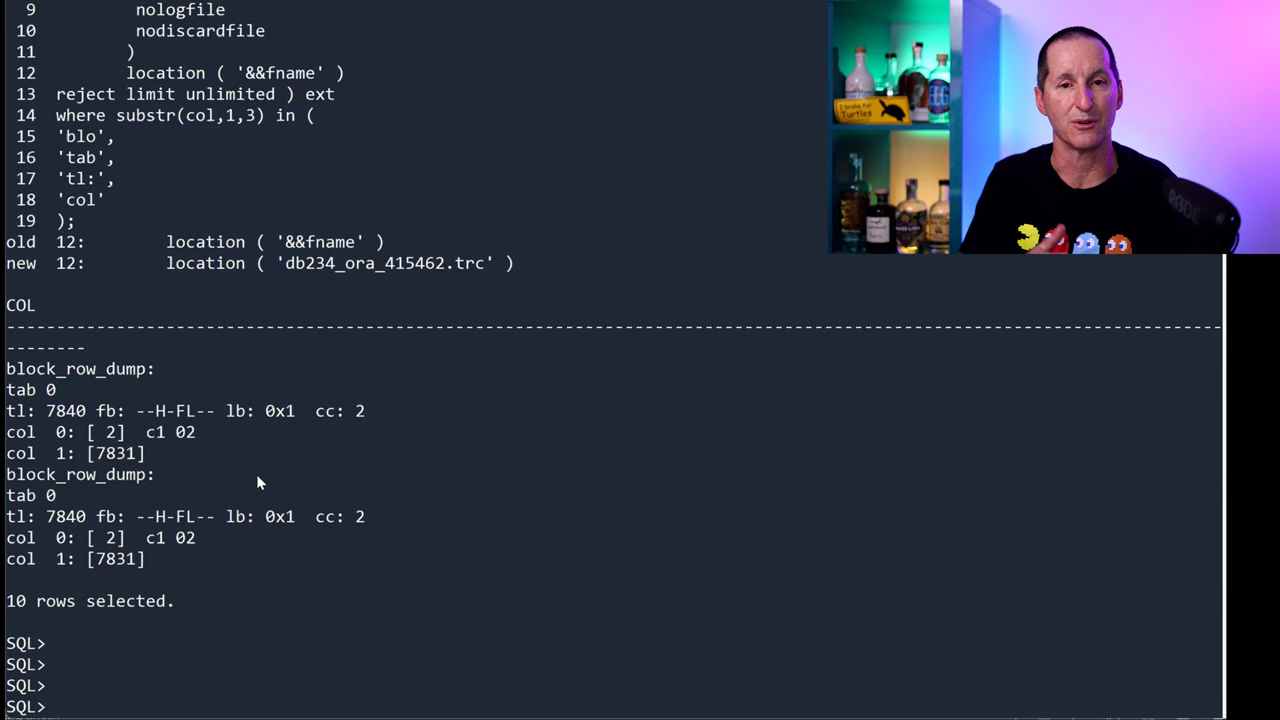 9           nologfile
10           nodiscardfile
11          )
12          location ( '&&fname' )
13   reject limit unlimited ) ext
14   where substr(col,1,3) in (
15   'blo',
16   'tab',
17   'tl:',
18   'col'
19   );
old  12:          location ( '&&fname' )
new  12:          location ( 'db234_ora_415462.trc' )
COL
--------------------------------------------------------------------------------------------------------------------------
--------
block_row_dump:
tab 0
tl: 7840 fb: --H-FL-- lb: 0x1  cc: 2
col  0: [ 2]  c1 02
col  1: [7831]
block_row_dump:
tab 0
tl: 7840 fb: --H-FL-- lb: 0x1  cc: 2
col  0: [ 2]  c1 02
col  1: [7831]
10 rows selected.
SQL>
SQL>
SQL>
SQL>
I brake for
Turtles
RØDE